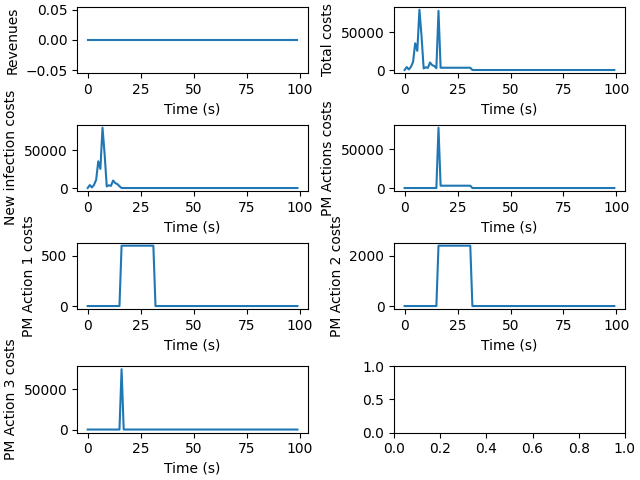 Revenues
0.05
0.00
−0.05
0 25 50 75 100
Time (s)
Total costs
50000
0
0 25 50 75 100
Time (s)
New infection costs
50000
0
0 25 50 75 100
Time (s)
PM Actions costs
50000
0
0 25 50 75 100
Time (s)
PM Action 1 costs
500
0
0 25 50 75 100
Time (s)
PM Action 2 costs
2000
0
0 25 50 75 100
Time (s)
PM Action 3 costs
50000
0
0 25 50 75 100
Time (s)
1.0
0.5
0.0
0.0 0.2 0.4 0.6 0.8 1.0